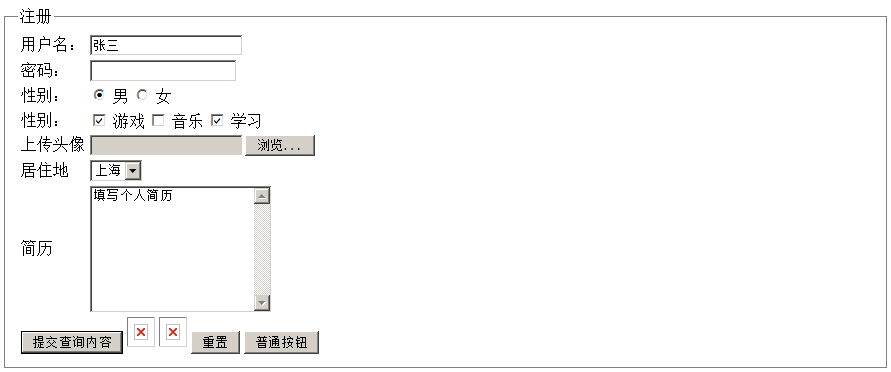 注册
用户名： 张三
密码：
性别： 男 女
性别： 游戏 音乐 学习
上传头像 浏览...
居住地 上海
填写个人简历
简历
提交查询内容 重置 普通按钮